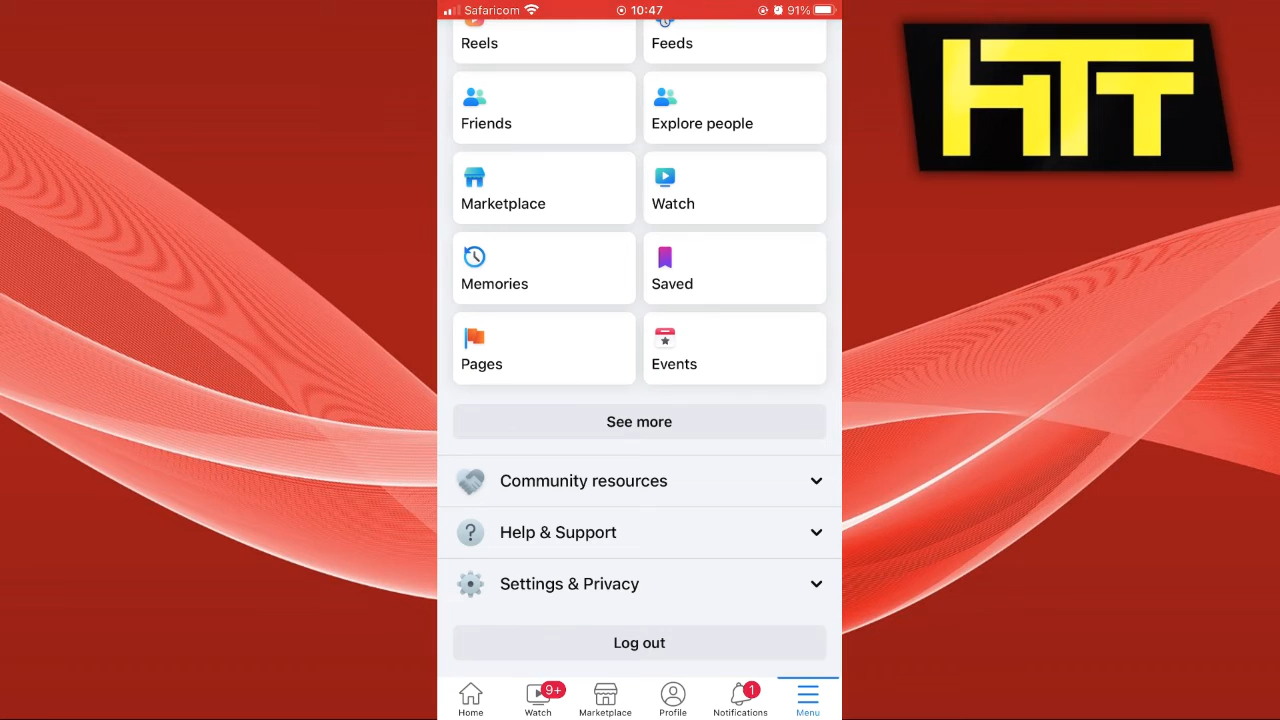 Safaricom 10:47 91%
HTT
Reels Feeds
Friends Explore people
Marketplace Watch
Memories Saved
Pages Events
See more
Community resources
? Help & Support
Settings & Privacy
Log out
9+ 1
Home Watch Marketplace Profile Notifications Menu